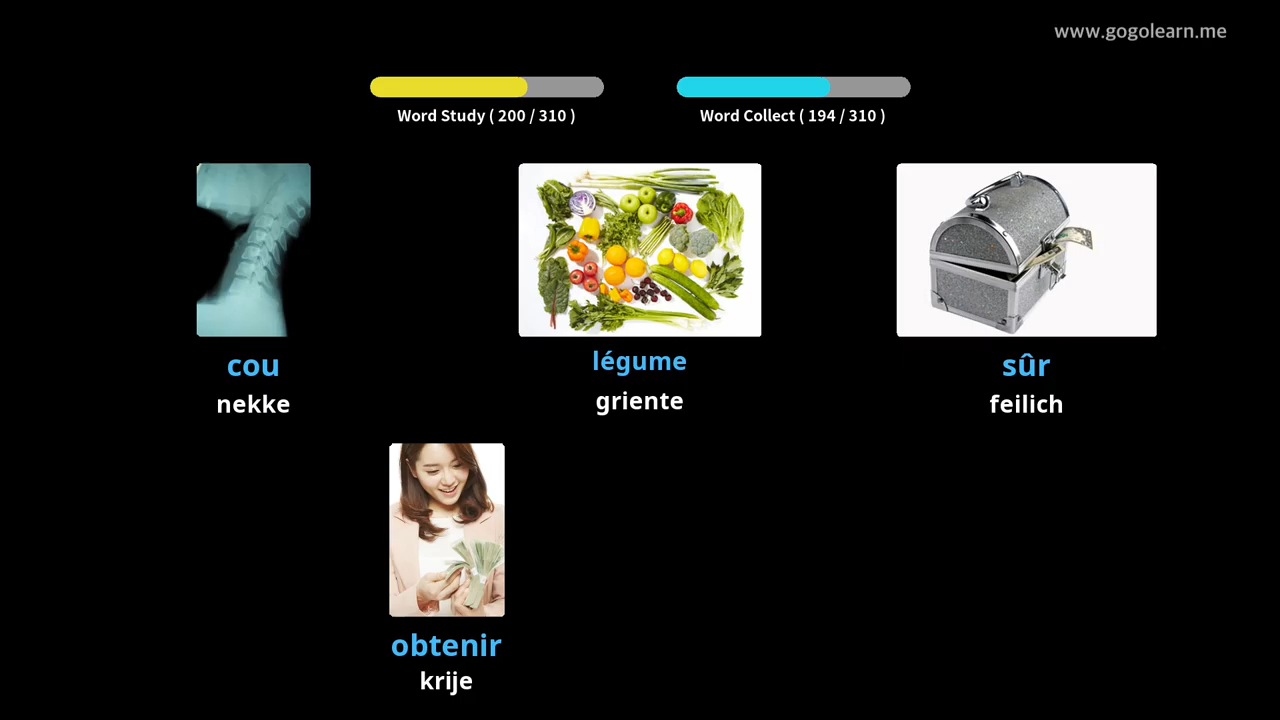 www.gogolearn.me
Word Study ( 200 / 310 )
Word Collect ( 194 / 310 )
cou
nekke
légume
griente
sûr
feilich
obtenir
krije